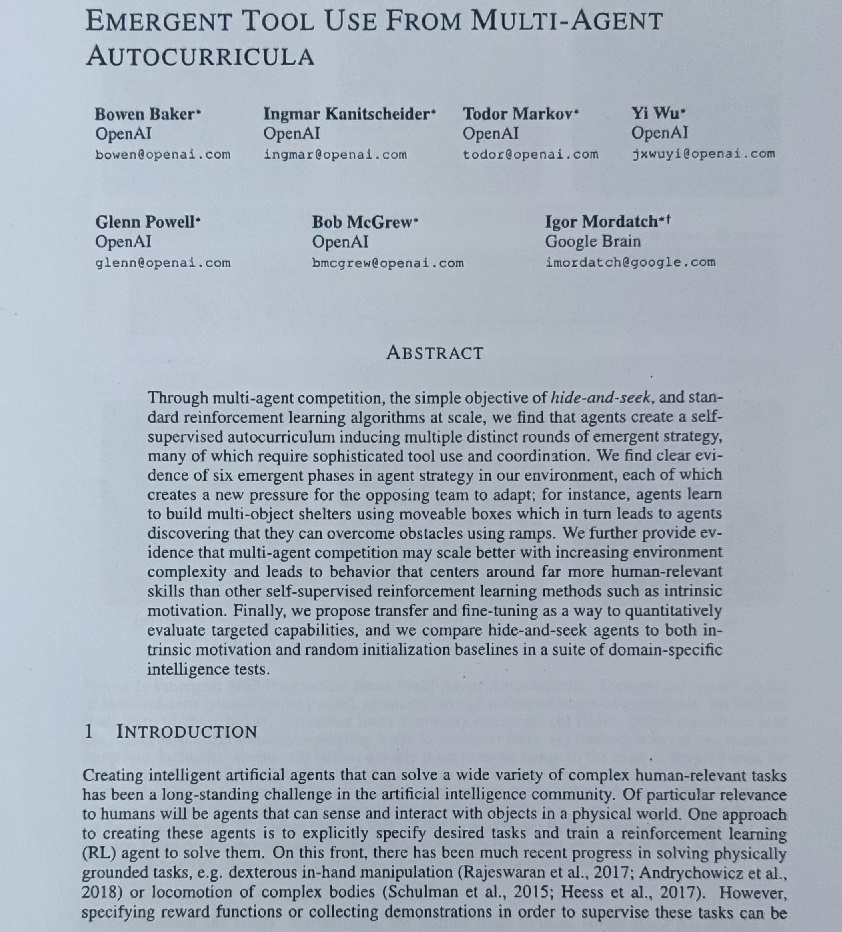 EMERGENT TOOL USE FROM MULTI-AGENT
AUTOCURRICULA
Bowen Baker* Ingmar Kanitscheider* Todor Markov* Yi Wu*
OpenAI OpenAI OpenAI OpenAI
bowen@openai.com ingmar@openai.com todor@openai.com jxwuyi@openai.com
Glenn Powell* Bob McGrew* Igor Mordatch*†
OpenAI OpenAI Google Brain
glenn@openai.com bmcgrew@openai.com imordatch@google.com
ABSTRACT
Through multi-agent competition, the simple objective of hide-and-seek, and stan-
dard reinforcement learning algorithms at scale, we find that agents create a self-
supervised autocurriculum inducing multiple distinct rounds of emergent strategy,
many of which require sophisticated tool use and coordination. We find clear evi-
dence of six emergent phases in agent strategy in our environment, each of which
creates a new pressure for the opposing team to adapt; for instance, agents learn
to build multi-object shelters using moveable boxes which in turn leads to agents
discovering that they can overcome obstacles using ramps. We further provide ev-
idence that multi-agent competition may scale better with increasing environment
complexity and leads to behavior that centers around far more human-relevant
skills than other self-supervised reinforcement learning methods such as intrinsic
motivation. Finally, we propose transfer and fine-tuning as a way to quantitatively
evaluate targeted capabilities, and we compare hide-and-seek agents to both in-
trinsic motivation and random initialization baselines in a suite of domain-specific
intelligence tests.
1 INTRODUCTION
Creating intelligent artificial agents that can solve a wide variety of complex human-relevant tasks
has been a long-standing challenge in the artificial intelligence community. Of particular relevance
to humans will be agents that can sense and interact with objects in a physical world. One approach
to creating these agents is to explicitly specify desired tasks and train a reinforcement learning
(RL) agent to solve them. On this front, there has been much recent progress in solving physically
grounded tasks, e.g. dexterous in-hand manipulation (Rajeswaran et al., 2017; Andrychowicz et al.,
2018) or locomotion of complex bodies (Schulman et al., 2015; Heess et al., 2017). However,
specifying reward functions or collecting demonstrations in order to supervise these tasks can be